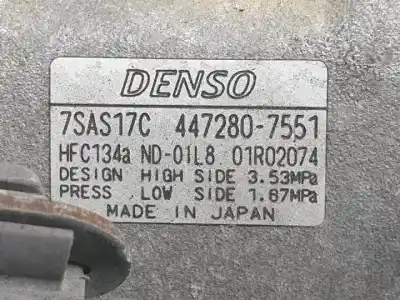 DENSO
7SAS17C 447280-7551
HFC134a ND-OIL8 01R02074
DESIGN HIGH SIDE 3.53MPa
PRESS LOW SIDE 1.67MPa
MADE IN JAPAN